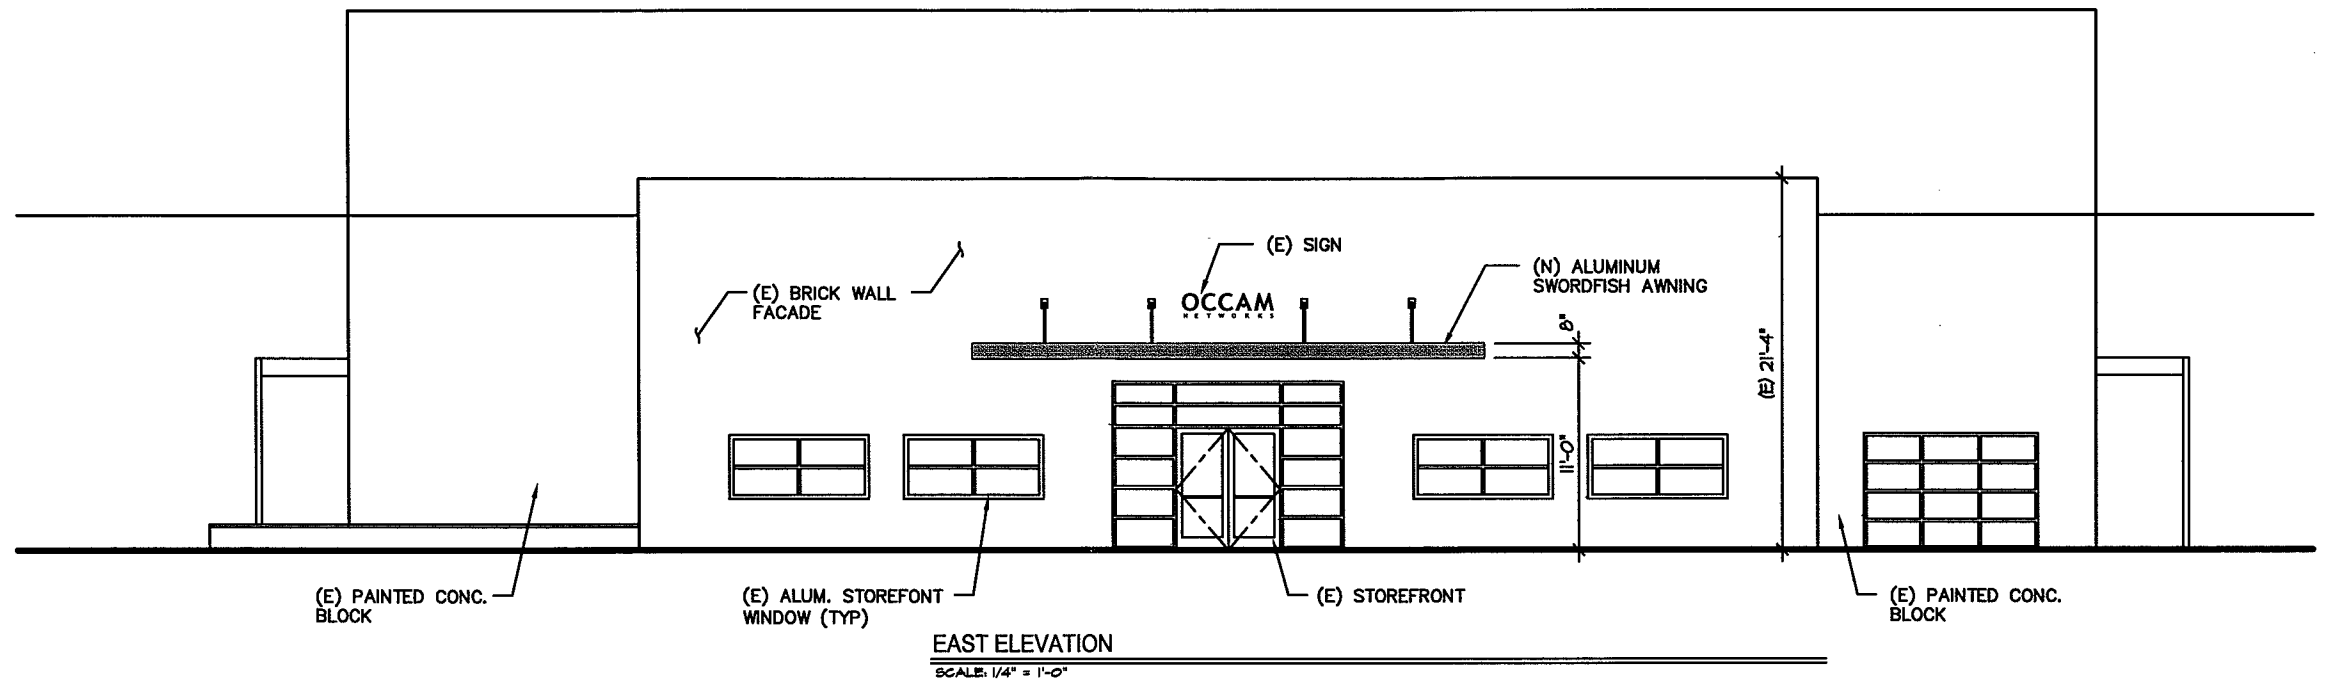 (E) SIGN
(N) ALUMINUM
SWORDFISH AWNING
(E) BRICK WALL
FACADE
OCCAM
NETWORKS
8"
(E) 21'-4"
11'-0"
(E) PAINTED CONC.
BLOCK
(E) ALUM. STOREFONT
WINDOW (TYP)
(E) STOREFRONT
(E) PAINTED CONC.
BLOCK
EAST ELEVATION
SCALE: 1/4" = 1'-0"